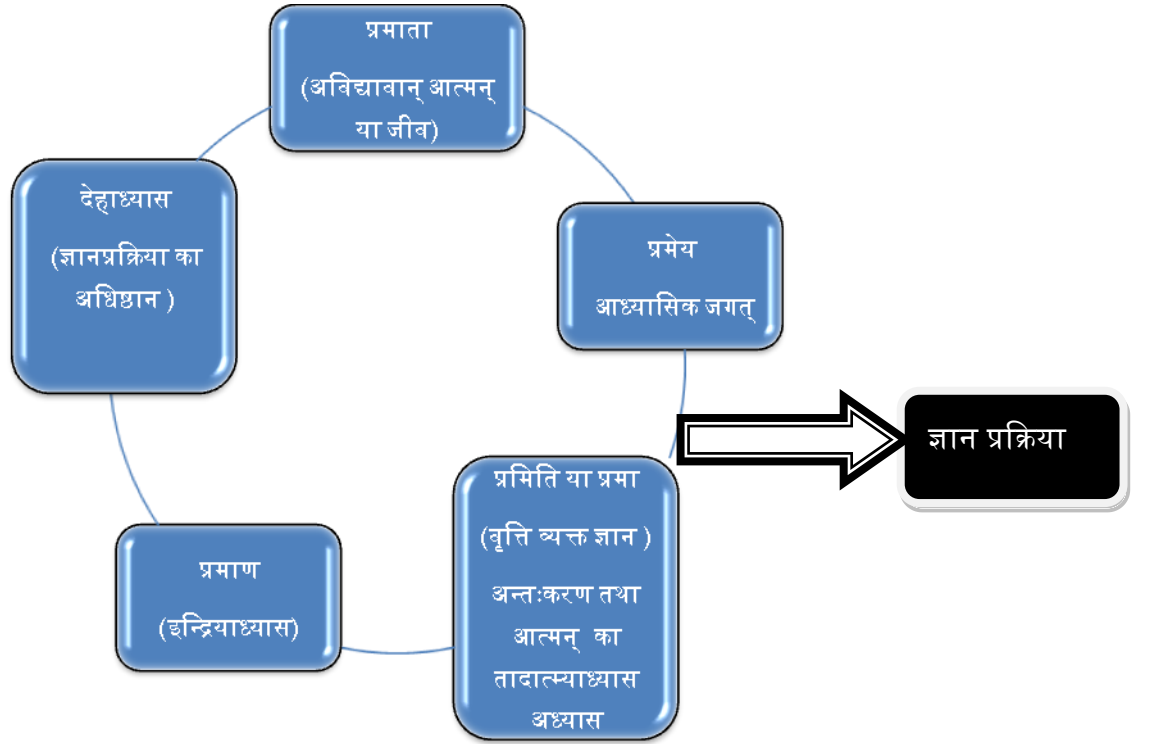 प्रमाता
(अविद्यावान् आत्मन्
या जीव)
प्रमेय
आध्यासिक जगत्
प्रमिति या प्रमा
(वृत्ति व्यक्त ज्ञान )
अन्तःकरण तथा
आत्मन् का
तादात्म्याध्यास
अध्यास
प्रमाण
(इन्द्रियाध्यास)
देहाध्यास
(ज्ञानप्रक्रिया का
अधिष्ठान )
ज्ञान प्रक्रिया